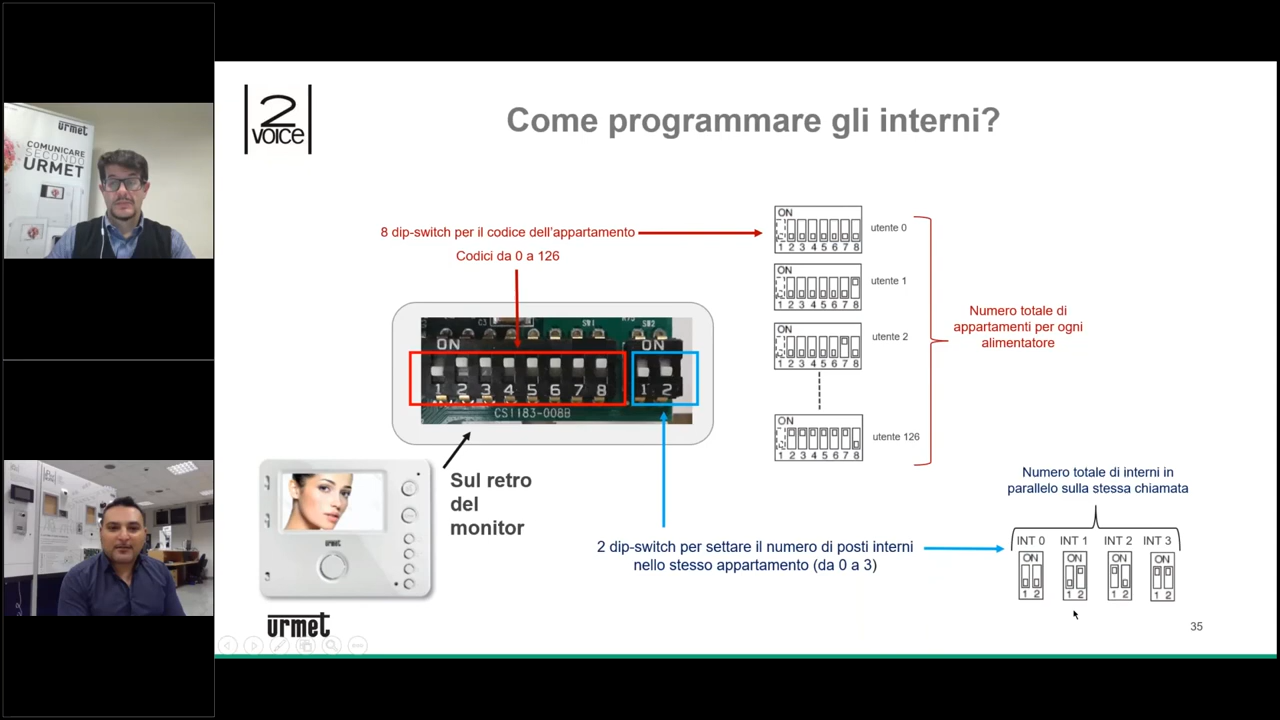 2
VOICE
Come programmare gli interni?
urmet
COMUNICARE
SECONDO
URMET
8 dip-switch per il codice dell'appartamento
Codici da 0 a 126
ON
1 2 3 4 5 6 7 8
utente 0
ON
1 2 3 4 5 6 7 8
utente 1
ON
1 2 3 4 5 6 7 8
utente 2
ON
1 2 3 4 5 6 7 8
utente 126
Numero totale di
appartamenti per ogni
alimentatore
C3
SW1
SW2
ON
ON
1 2 3 4 5 6 7 8
1 2
CS1183-008B
Sul retro
del
monitor
urmet
2 dip-switch per settare il numero di posti interni
nello stesso appartamento (da 0 a 3)
Numero totale di interni in
parallelo sulla stessa chiamata
INT 0 INT 1 INT 2 INT 3
ON ON ON ON
1 2 1 2 1 2 1 2
urmet
35